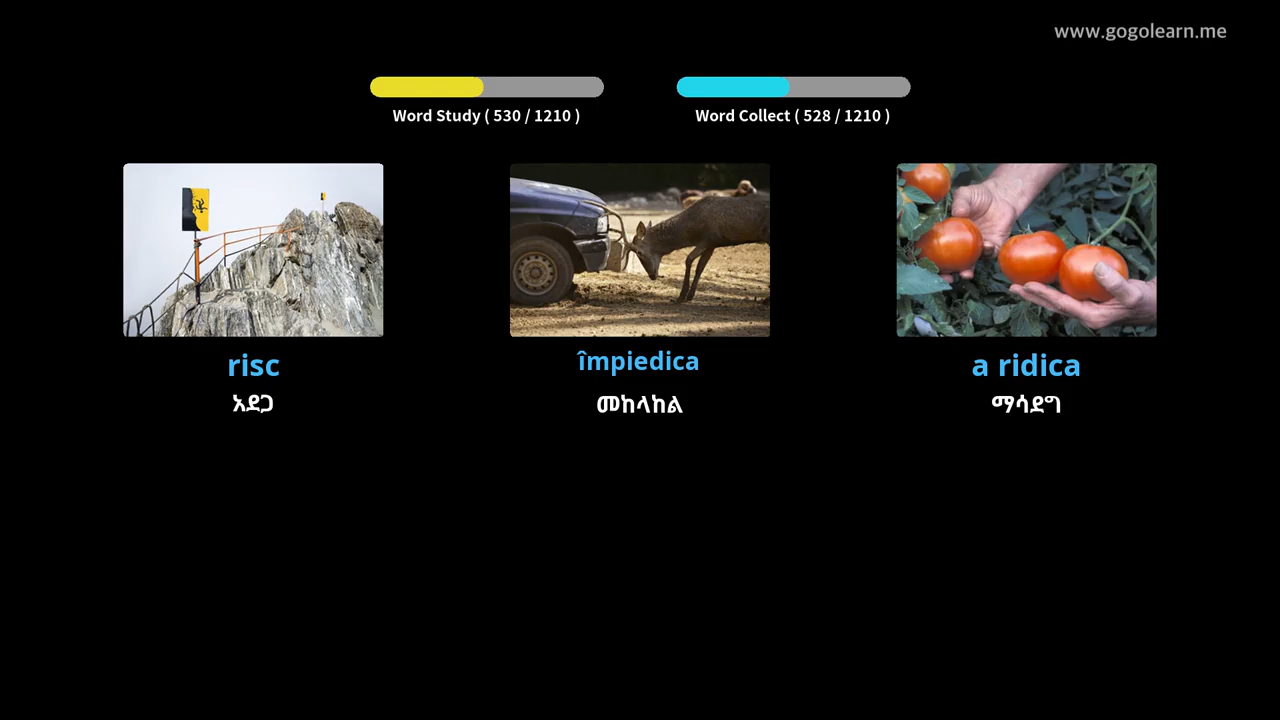 www.gogolearn.me
Word Study ( 530 / 1210 )
Word Collect ( 528 / 1210 )
risc
împiedica
a ridica
አደጋ
መከላከል
ማሳደግ